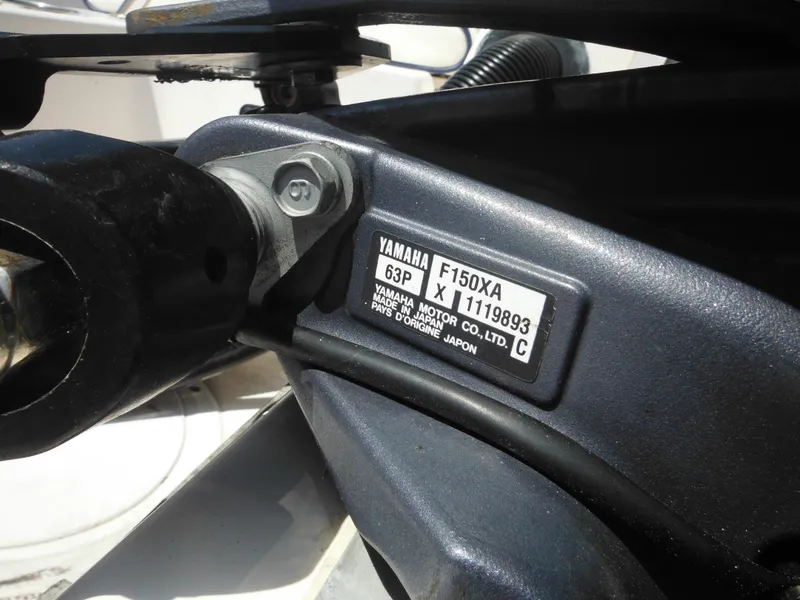 YAMAHA F150XA
63P X 1119893
YAMAHA MOTOR CO.,LTD. C
MADE IN JAPAN
PAYS D'ORIGINE JAPON